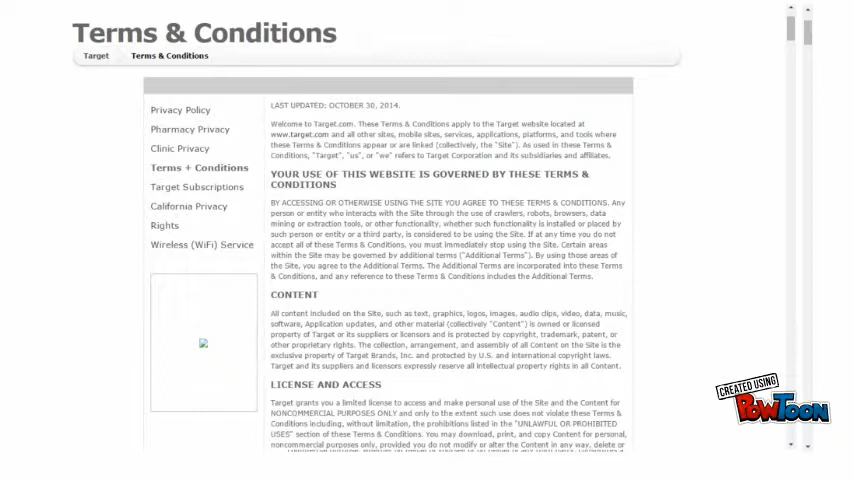 Terms & Conditions
Target
Terms & Conditions
Privacy Policy
Pharmacy Privacy
Clinic Privacy
Terms + Conditions
Target Subscriptions
California Privacy
Rights
Wireless (WiFi) Service
LAST UPDATED: OCTOBER 30, 2014.
Welcome to Target.com. These Terms & Conditions apply to the Target website located at
www.target.com and all other sites, mobile sites, services, applications, platforms, and tools where
these Terms & Conditions appear or are linked (collectively, the "Site"). As used in these Terms &
Conditions, "Target", "us", or "we" refers to Target Corporation and its subsidiaries and affiliates.
YOUR USE OF THIS WEBSITE IS GOVERNED BY THESE TERMS &
CONDITIONS
BY ACCESSING OR OTHERWISE USING THE SITE YOU AGREE TO THESE TERMS & CONDITIONS. Any
person or entity who interacts with the Site through the use of crawlers, robots, browsers, data
mining or extraction tools, or other functionality, whether such functionality is installed or placed by
such person or entity or a third party, is considered to be using the Site. If at any time you do not
accept all of these Terms & Conditions, you must immediately stop using the Site. Certain areas
within the Site may be governed by additional terms ("Additional Terms"). By using those areas of
the Site, you agree to the Additional Terms. The Additional Terms are incorporated into these Terms
& Conditions, and any reference to these Terms & Conditions includes the Additional Terms.
CONTENT
All content included on the Site, such as text, graphics, logos, images, audio clips, video, data, music,
software, Application updates, and other material (collectively "Content") is owned or licensed
property of Target or its suppliers or licensors and is protected by copyright, trademark, patent, or
other proprietary rights. The collection, arrangement, and assembly of all Content on the Site is the
exclusive property of Target Brands, Inc. and protected by U.S. and international copyright laws.
Target and its suppliers and licensors expressly reserve all intellectual property rights in all Content.
LICENSE AND ACCESS
Target grants you a limited license to access and make personal use of the Site and the Content for
NONCOMMERCIAL PURPOSES ONLY and only to the extent such use does not violate these Terms &
Conditions including, without limitation, the prohibitions listed in the "UNLAWFUL OR PROHIBITED
USES" section of these Terms & Conditions. You may download, print, and copy Content for personal,
noncommercial purposes only, provided you do not modify or alter the Content in any way, delete or
CREATED USING
POWTOON